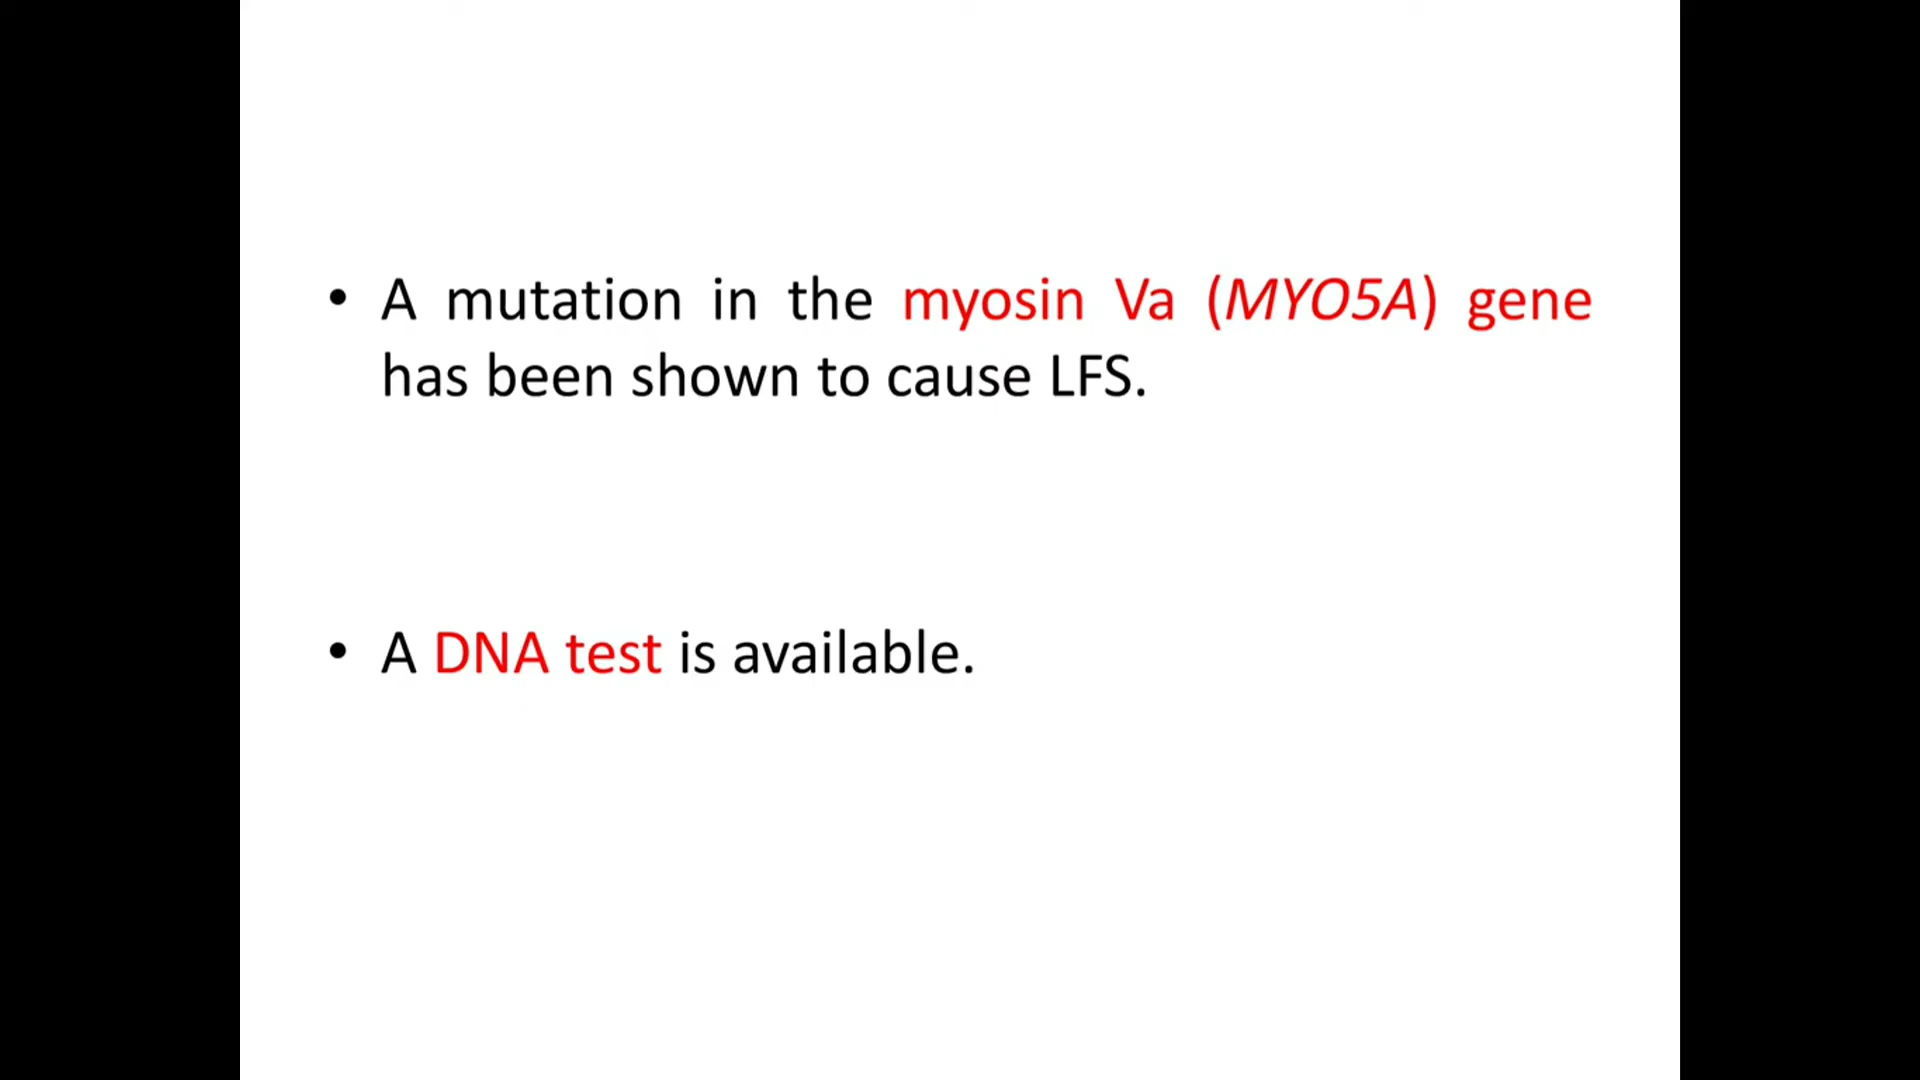 • A mutation in the myosin Va (MYO5A) gene
has been shown to cause LFS.
• A DNA test is available.